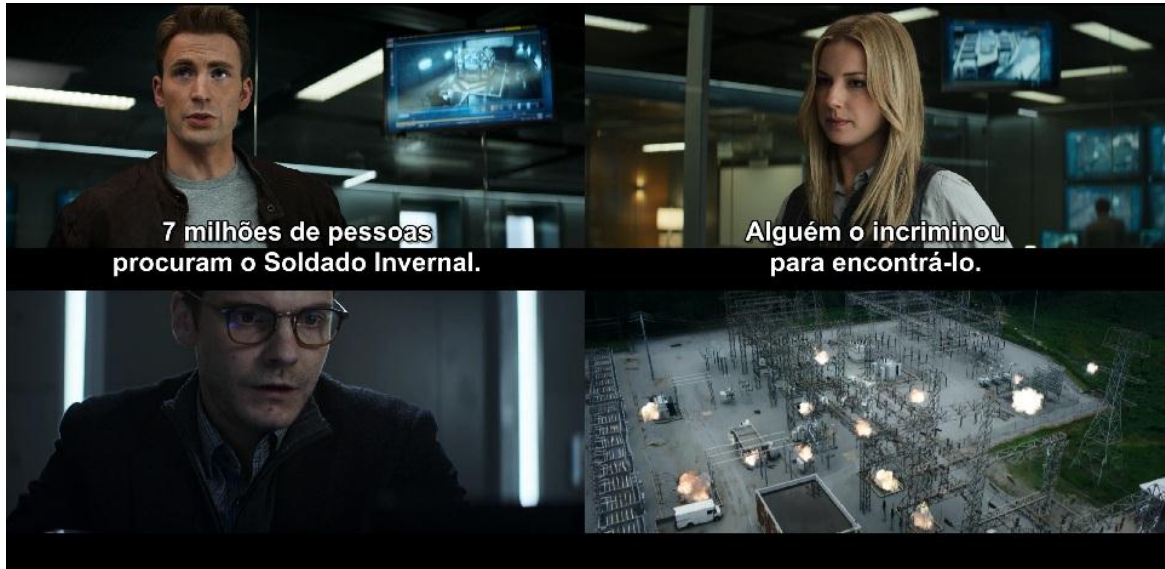 7 milhões de pessoas
procuram o Soldado Invernal.
Alguém o incriminou
para encontrá-lo.